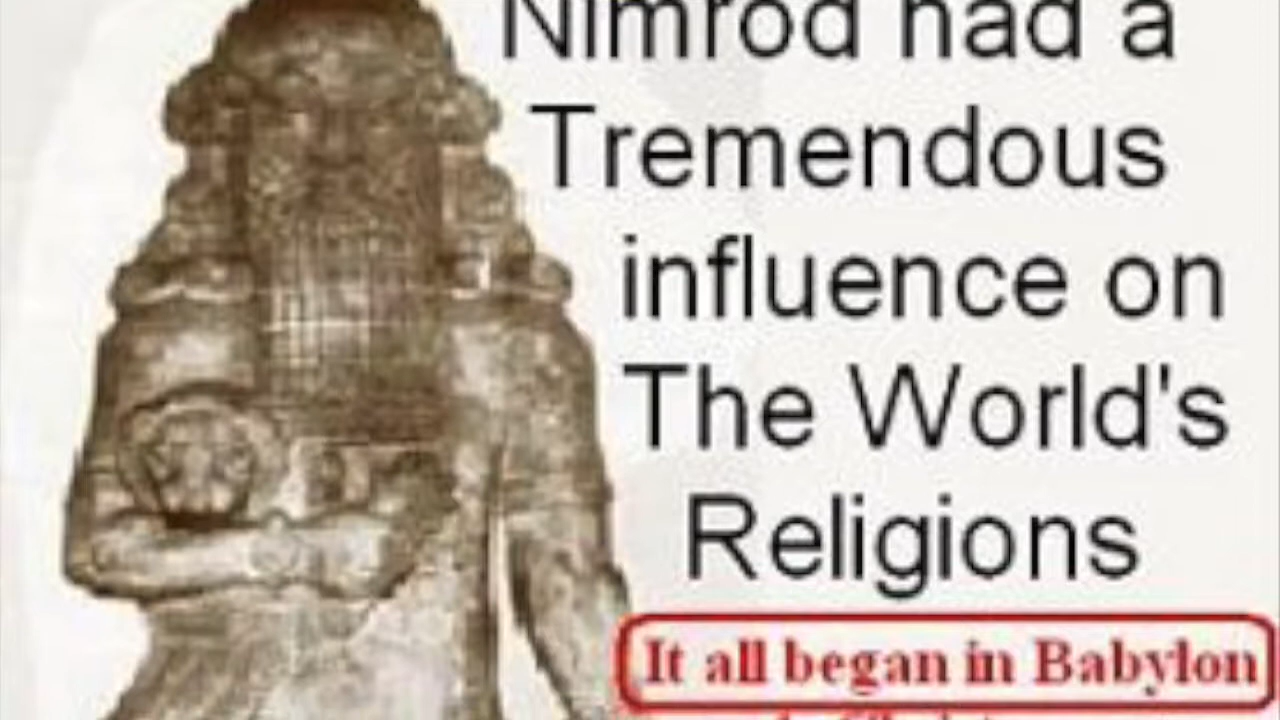 Nimrod had a
Tremendous
influence on
The World's
Religions
It all began in Babylon